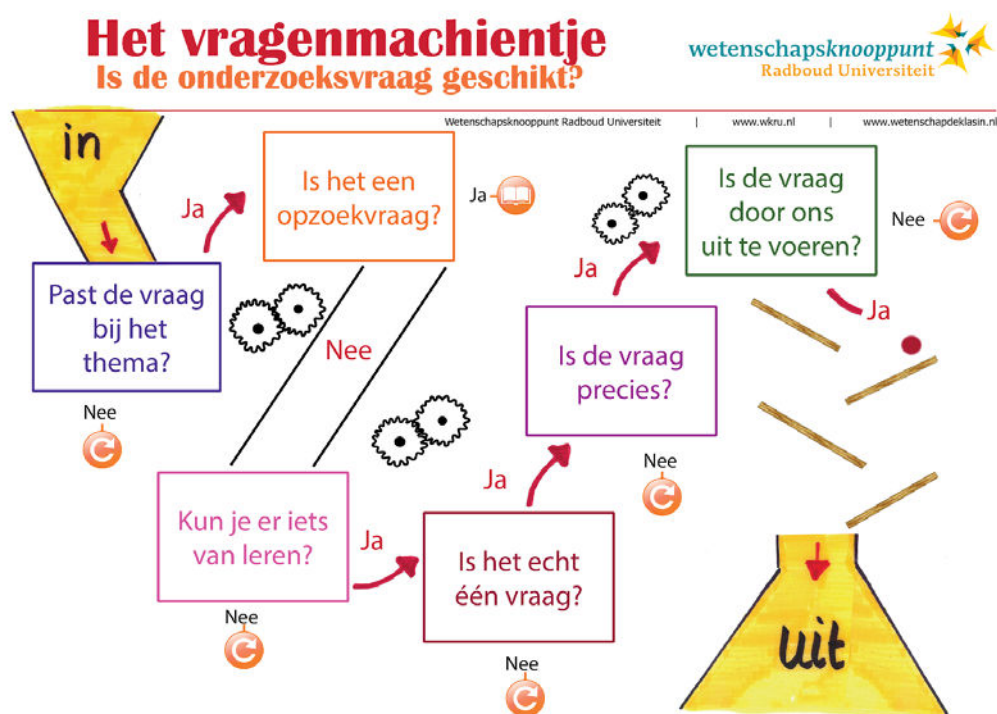 Het vragenmachientje
Is de onderzoeksvraag geschikt?
wetenschapsknooppunt
Radboud Universiteit
Wetenschapsknooppunt Radboud Universiteit | www.wkru.nl | www.wetenschapdeklasin.nl
in
Past de vraag
bij het
thema?
Nee
Ja
Is het een
opzoekvraag?
Ja
Nee
Kun je er iets
van leren?
Nee
Ja
Is het echt
één vraag?
Nee
Ja
Is de vraag
precies?
Nee
Ja
Is de vraag
door ons
uit te voeren?
Nee
Ja
uit